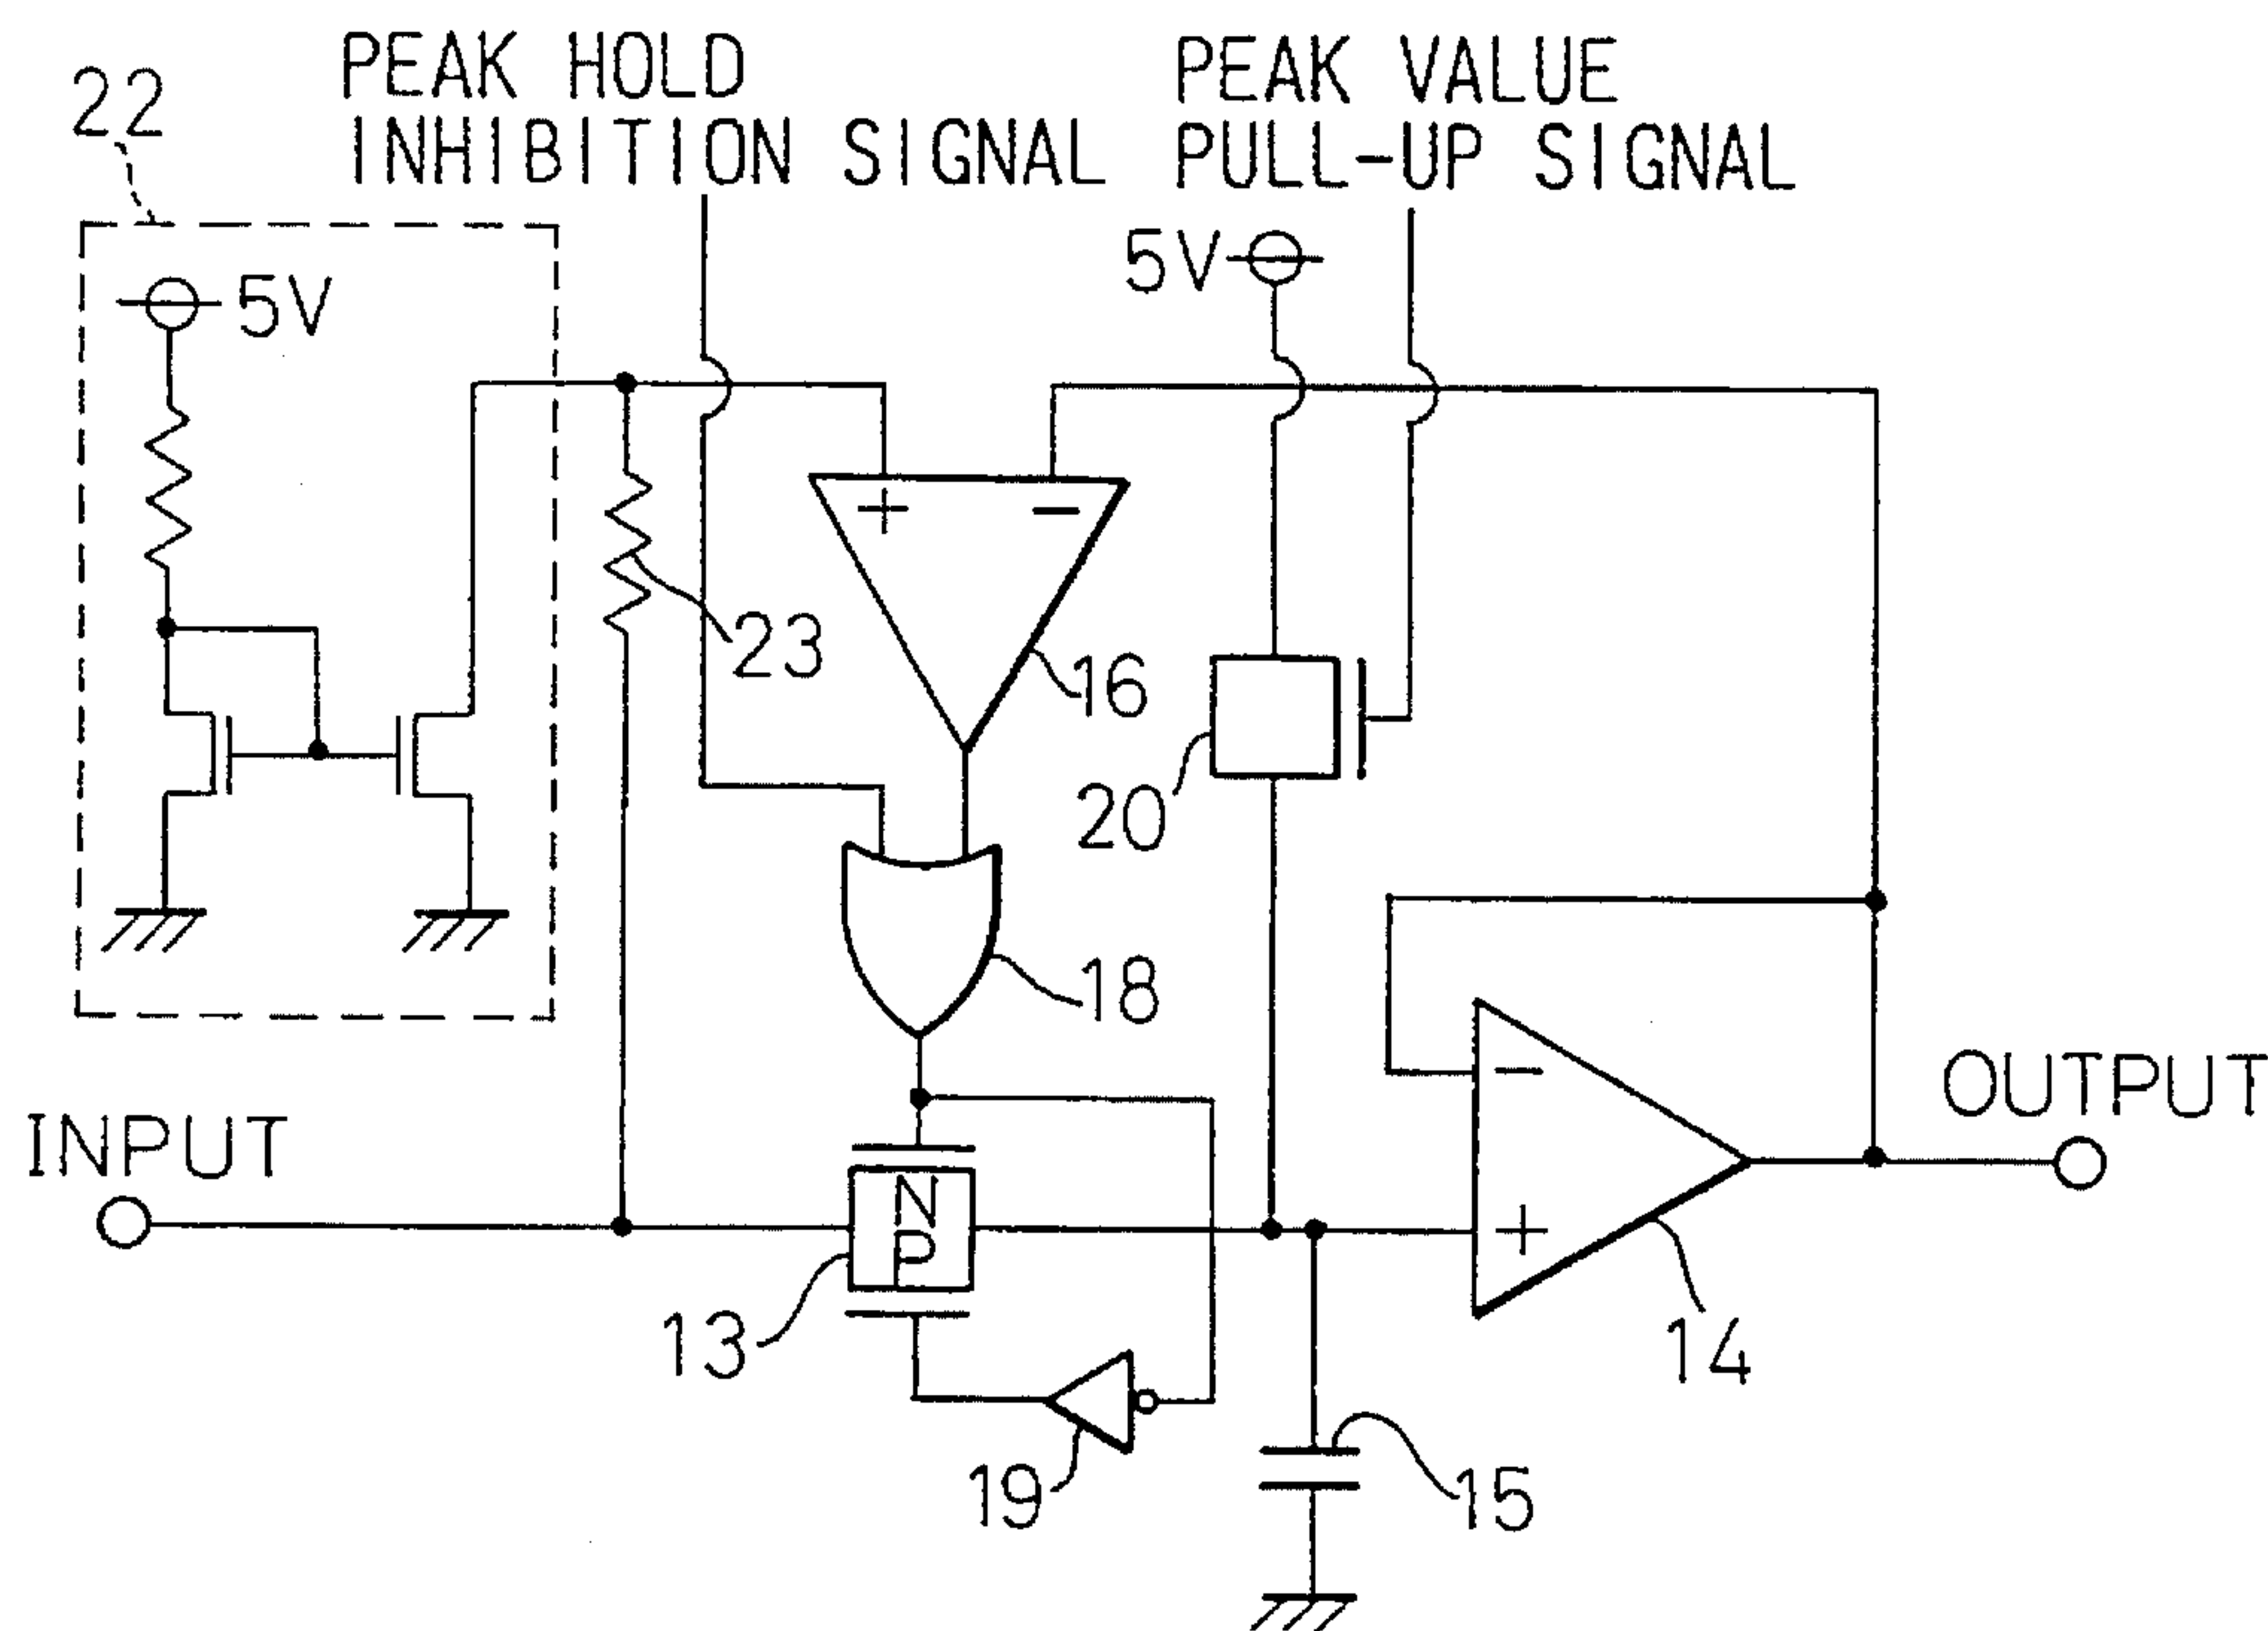 22
PEAK HOLD
INHIBITION SIGNAL
PEAK VALUE
PULL-UP SIGNAL
5V
5V
+
−
23
16
20
18
−
OUTPUT
INPUT
N
P
+
13
14
19
15